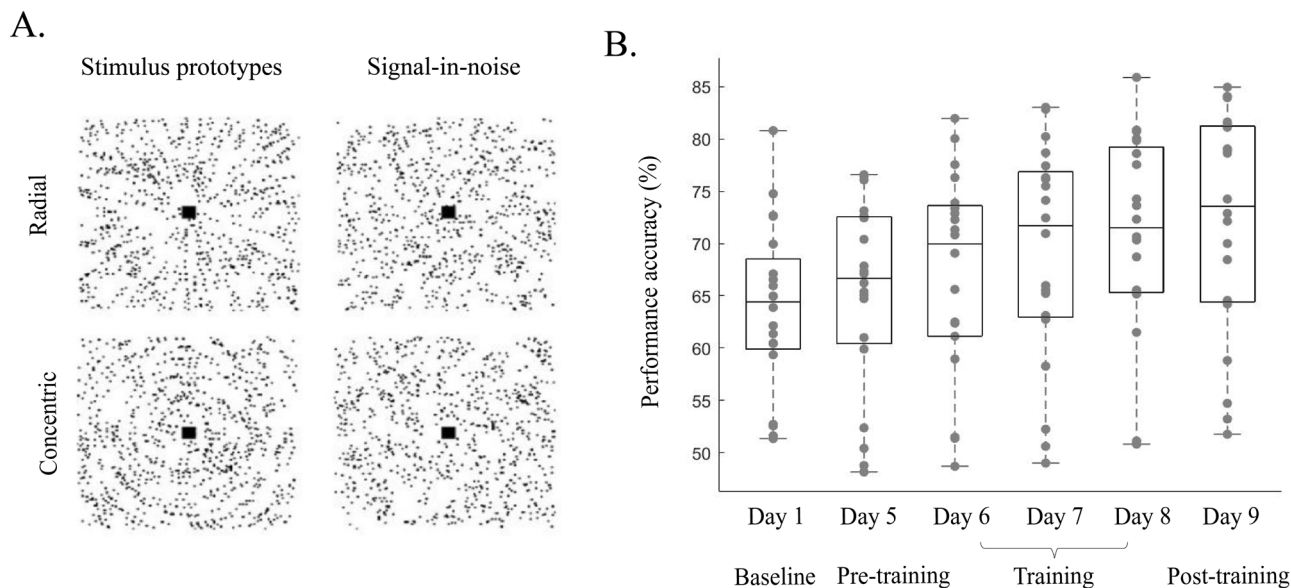 A.
Stimulus prototypes
Signal-in-noise
Radial
Concentric
B.
Performance accuracy (%)
85
80
75
70
65
60
55
50
Day 1
Day 5
Day 6
Day 7
Day 8
Day 9
Baseline
Pre-training
Training
Post-training